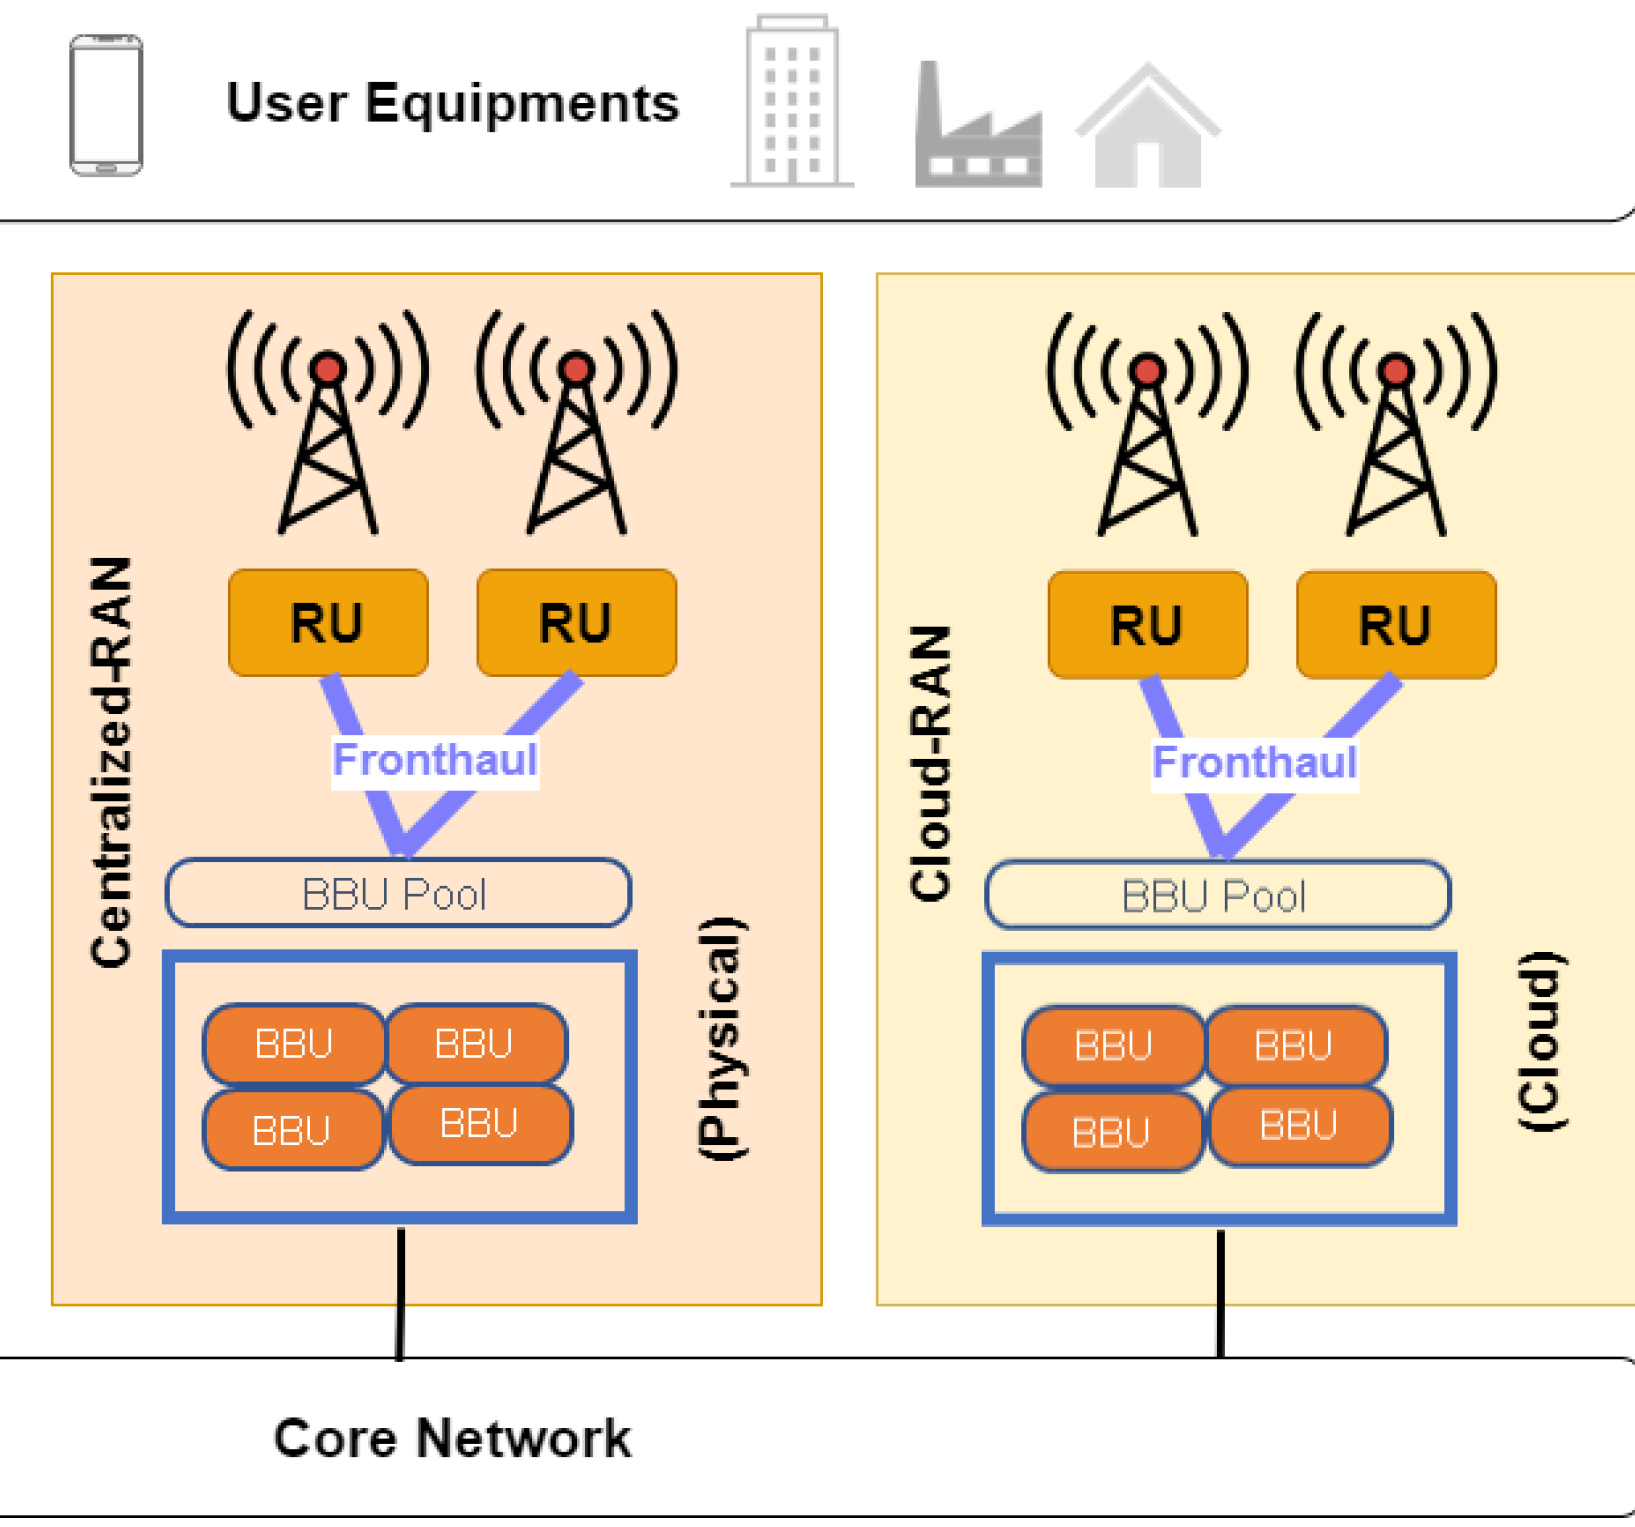 User Equipments
Centralized-RAN
RU
RU
Fronthaul
BBU Pool
BBU
BBU
BBU
BBU
(Physical)
Cloud-RAN
RU
RU
Fronthaul
BBU Pool
BBU
BBU
BBU
BBU
(Cloud)
Core Network